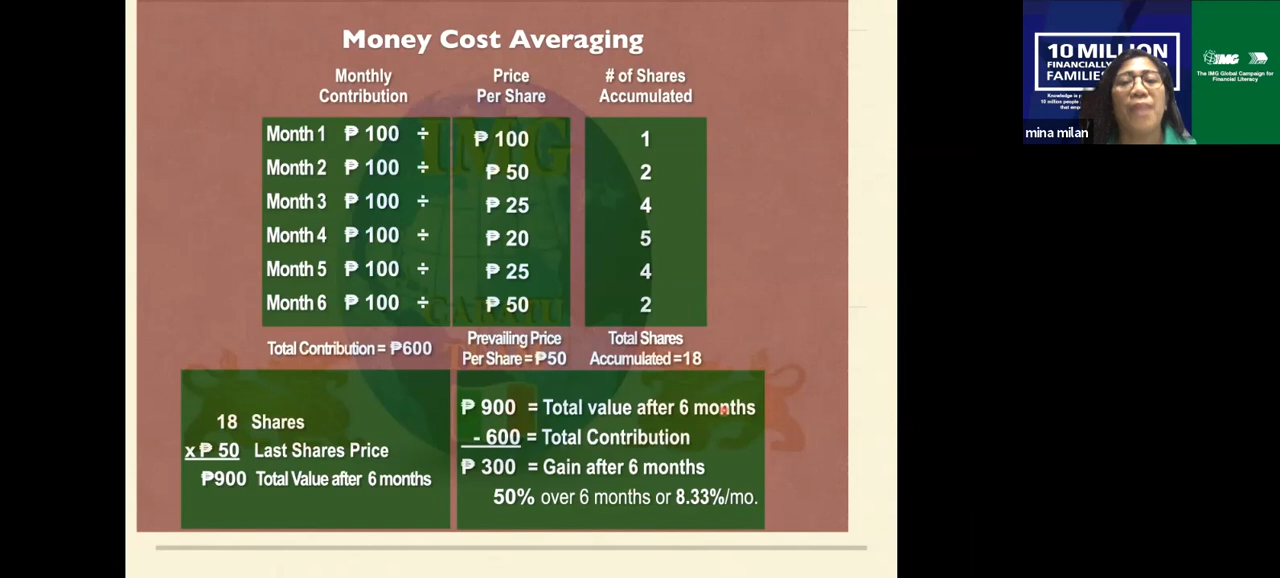 Money Cost Averaging
Monthly Contribution
Price Per Share
# of Shares Accumulated
Month 1 ₱ 100 ÷ ₱ 100 1
Month 2 ₱ 100 ÷ ₱ 50 2
Month 3 ₱ 100 ÷ ₱ 25 4
Month 4 ₱ 100 ÷ ₱ 20 5
Month 5 ₱ 100 ÷ ₱ 25 4
Month 6 ₱ 100 ÷ ₱ 50 2
Total Contribution = ₱600
Prevailing Price
Per Share = ₱50
Total Shares
Accumulated =18
18 Shares
x ₱ 50 Last Shares Price
₱900 Total Value after 6 months
₱ 900 = Total value after 6 months
- 600 = Total Contribution
₱ 300 = Gain after 6 months
50% over 6 months or 8.33%/mo.
IMG
10 MILLION
FINANCIALLY
FAMILIES
mina milan
IMG
The IMG Global Campaign for
Financial Literacy